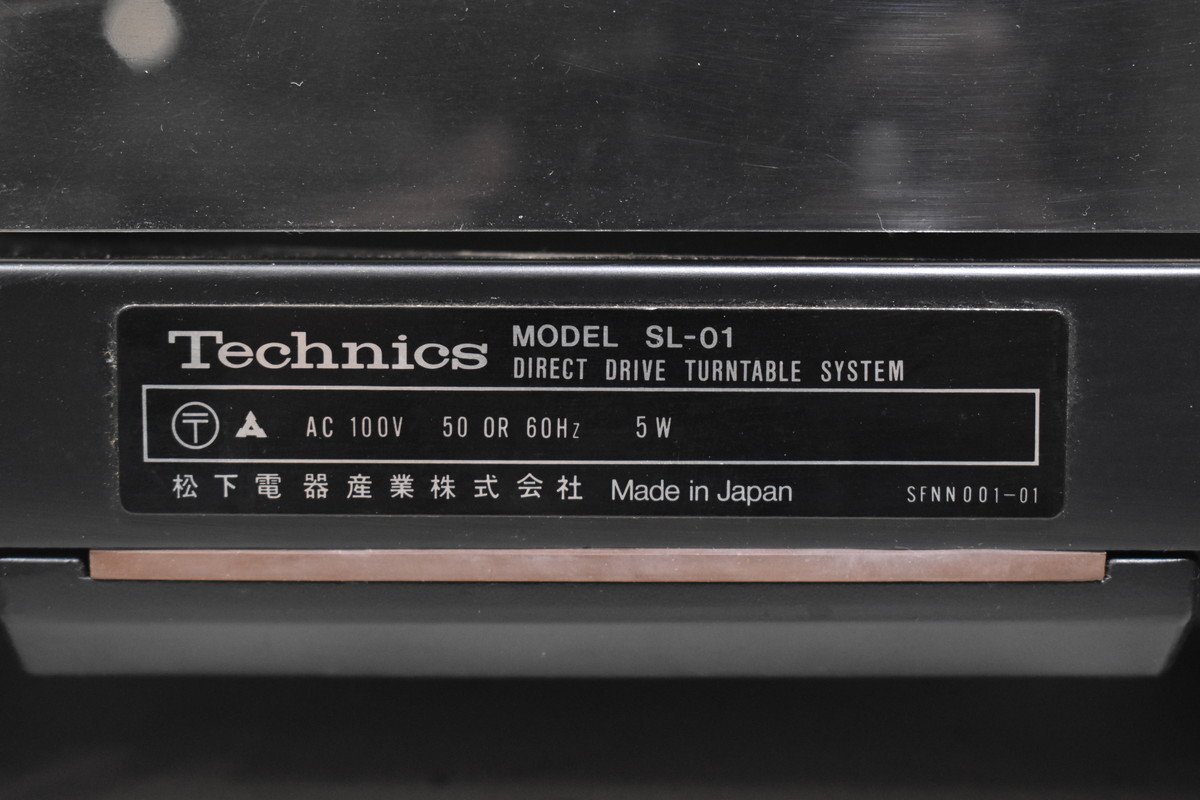 Technics MODEL SL-01
DIRECT DRIVE TURNTABLE SYSTEM
〒 AC 100V 50 OR 60Hz 5W
松下電器産業株式会社 Made in Japan SFNN001-01